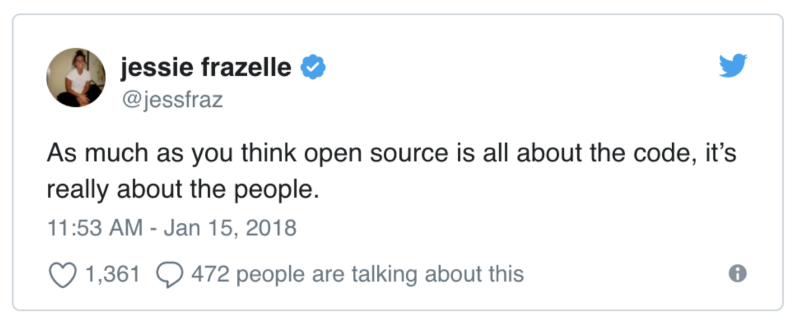 jessie frazelle
@jessfraz
As much as you think open source is all about the code, it’s
really about the people.
11:53 AM - Jan 15, 2018
1,361 472 people are talking about this